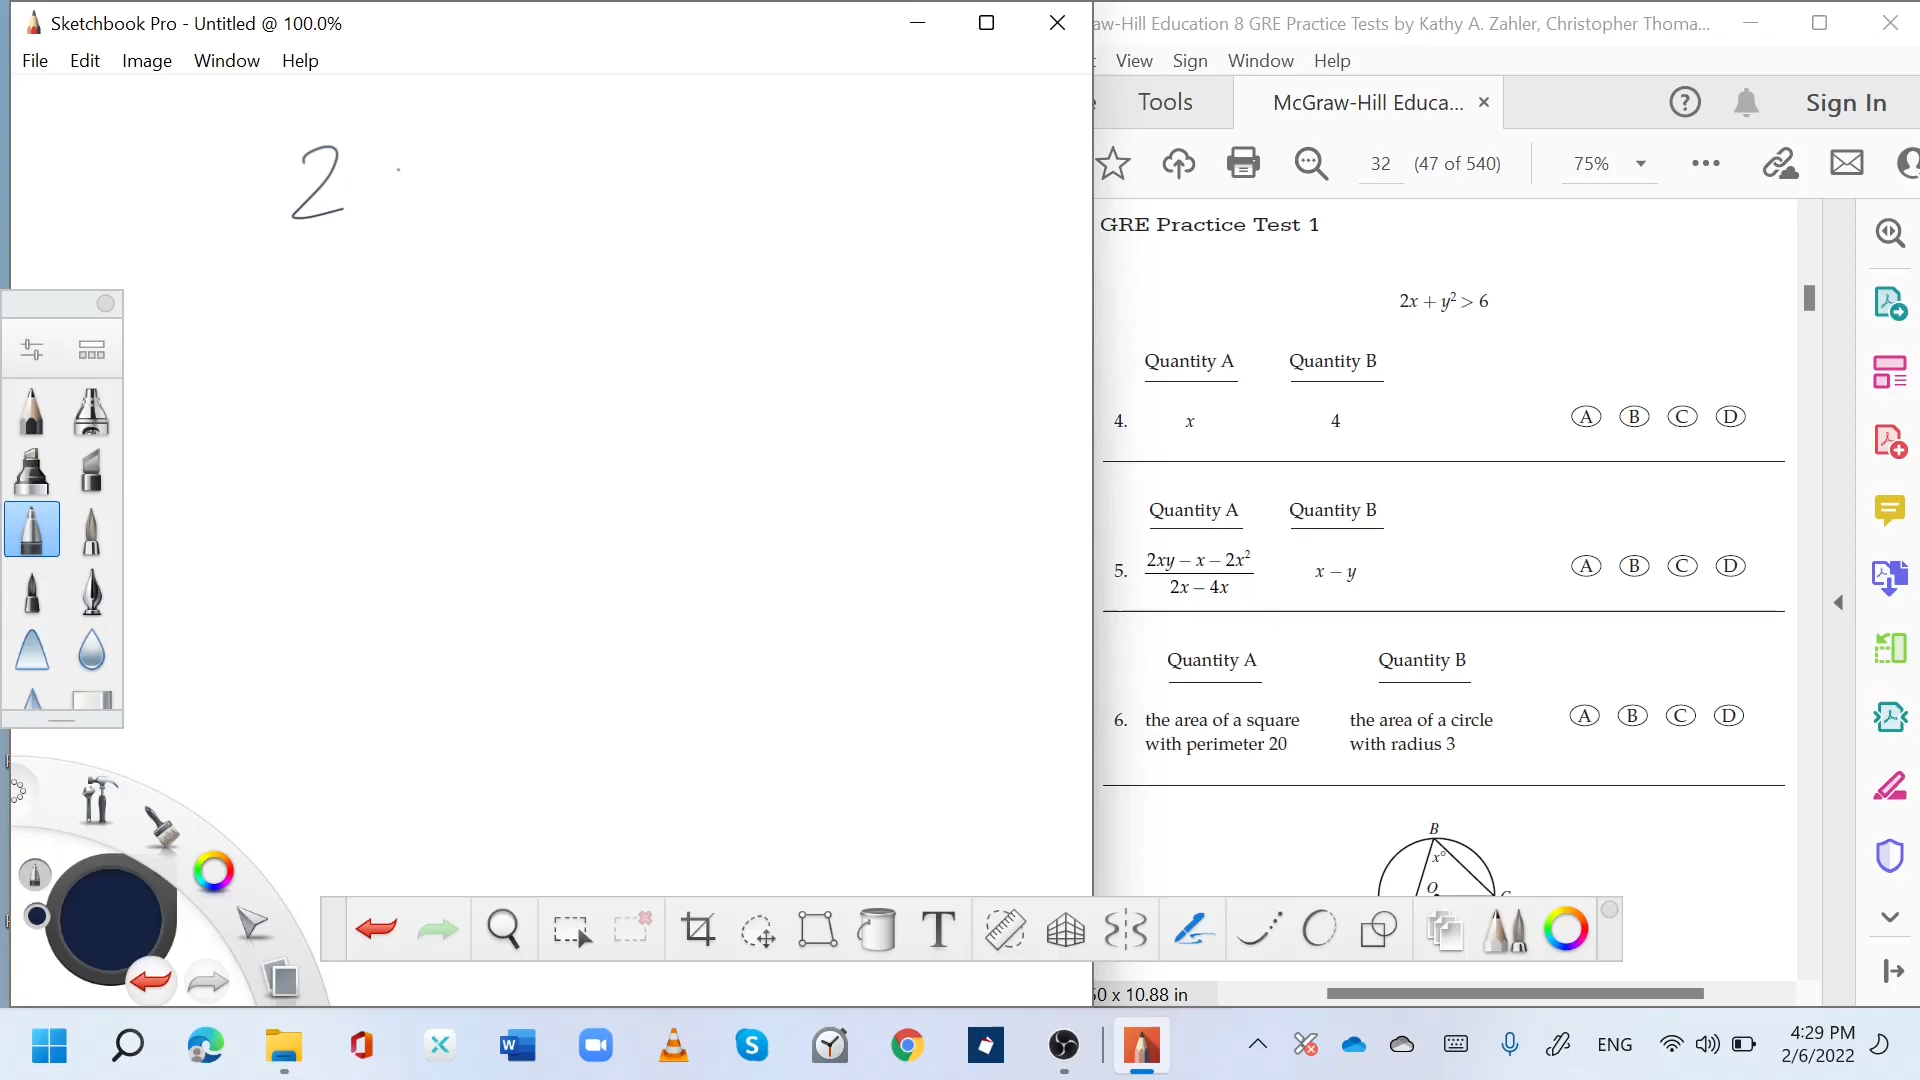 Sketchbook Pro - Untitled @ 100.0%
File Edit Image Window Help
2
aw-Hill Education 8 GRE Practice Tests by Kathy A. Zahler, Christopher Thoma...
View Sign Window Help
Tools McGraw-Hill Educa... × Sign In
32 (47 of 540) 75%
GRE Practice Test 1
2x + y² > 6
Quantity A Quantity B
4. x 4 A B C D
Quantity A Quantity B
5. (2xy – x – 2x²)/(2x – 4x) x – y A B C D
Quantity A Quantity B
6. the area of a square the area of a circle A B C D
with perimeter 20 with radius 3
B
x°
O
T
50 x 10.88 in
ENG
4:29 PM
2/6/2022